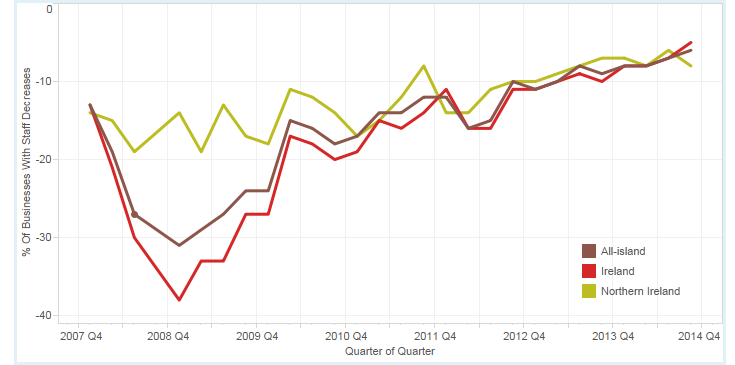 % Of Businesses With Staff Decreases
0
-10
-20
-30
-40
All-island
Ireland
Northern Ireland
2007 Q4 2008 Q4 2009 Q4 2010 Q4 2011 Q4 2012 Q4 2013 Q4 2014 Q4
Quarter of Quarter